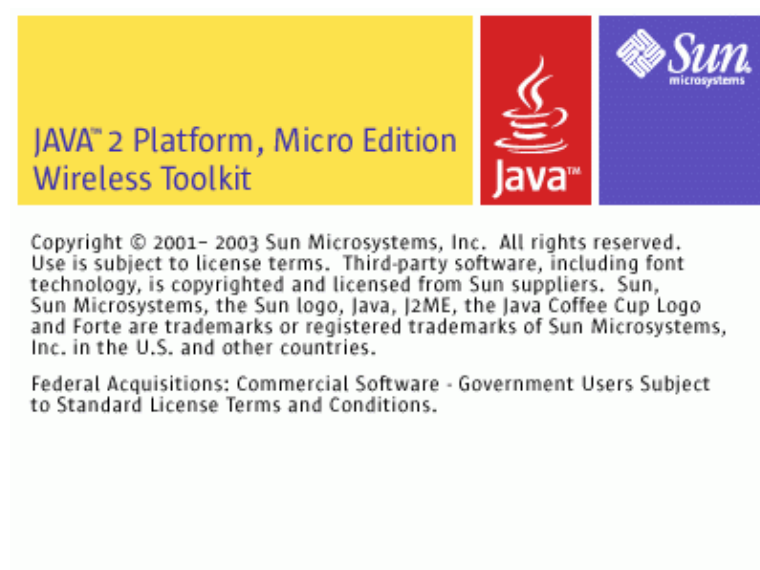 JAVA™ 2 Platform, Micro Edition
Wireless Toolkit
Java™
Sun
microsystems
Copyright © 2001– 2003 Sun Microsystems, Inc.  All rights reserved.
Use is subject to license terms.  Third-party software, including font
technology, is copyrighted and licensed from Sun suppliers.  Sun,
Sun Microsystems, the Sun logo, Java, J2ME, the Java Coffee Cup Logo
and Forte are trademarks or registered trademarks of Sun Microsystems,
Inc. in the U.S. and other countries.
Federal Acquisitions: Commercial Software - Government Users Subject
to Standard License Terms and Conditions.